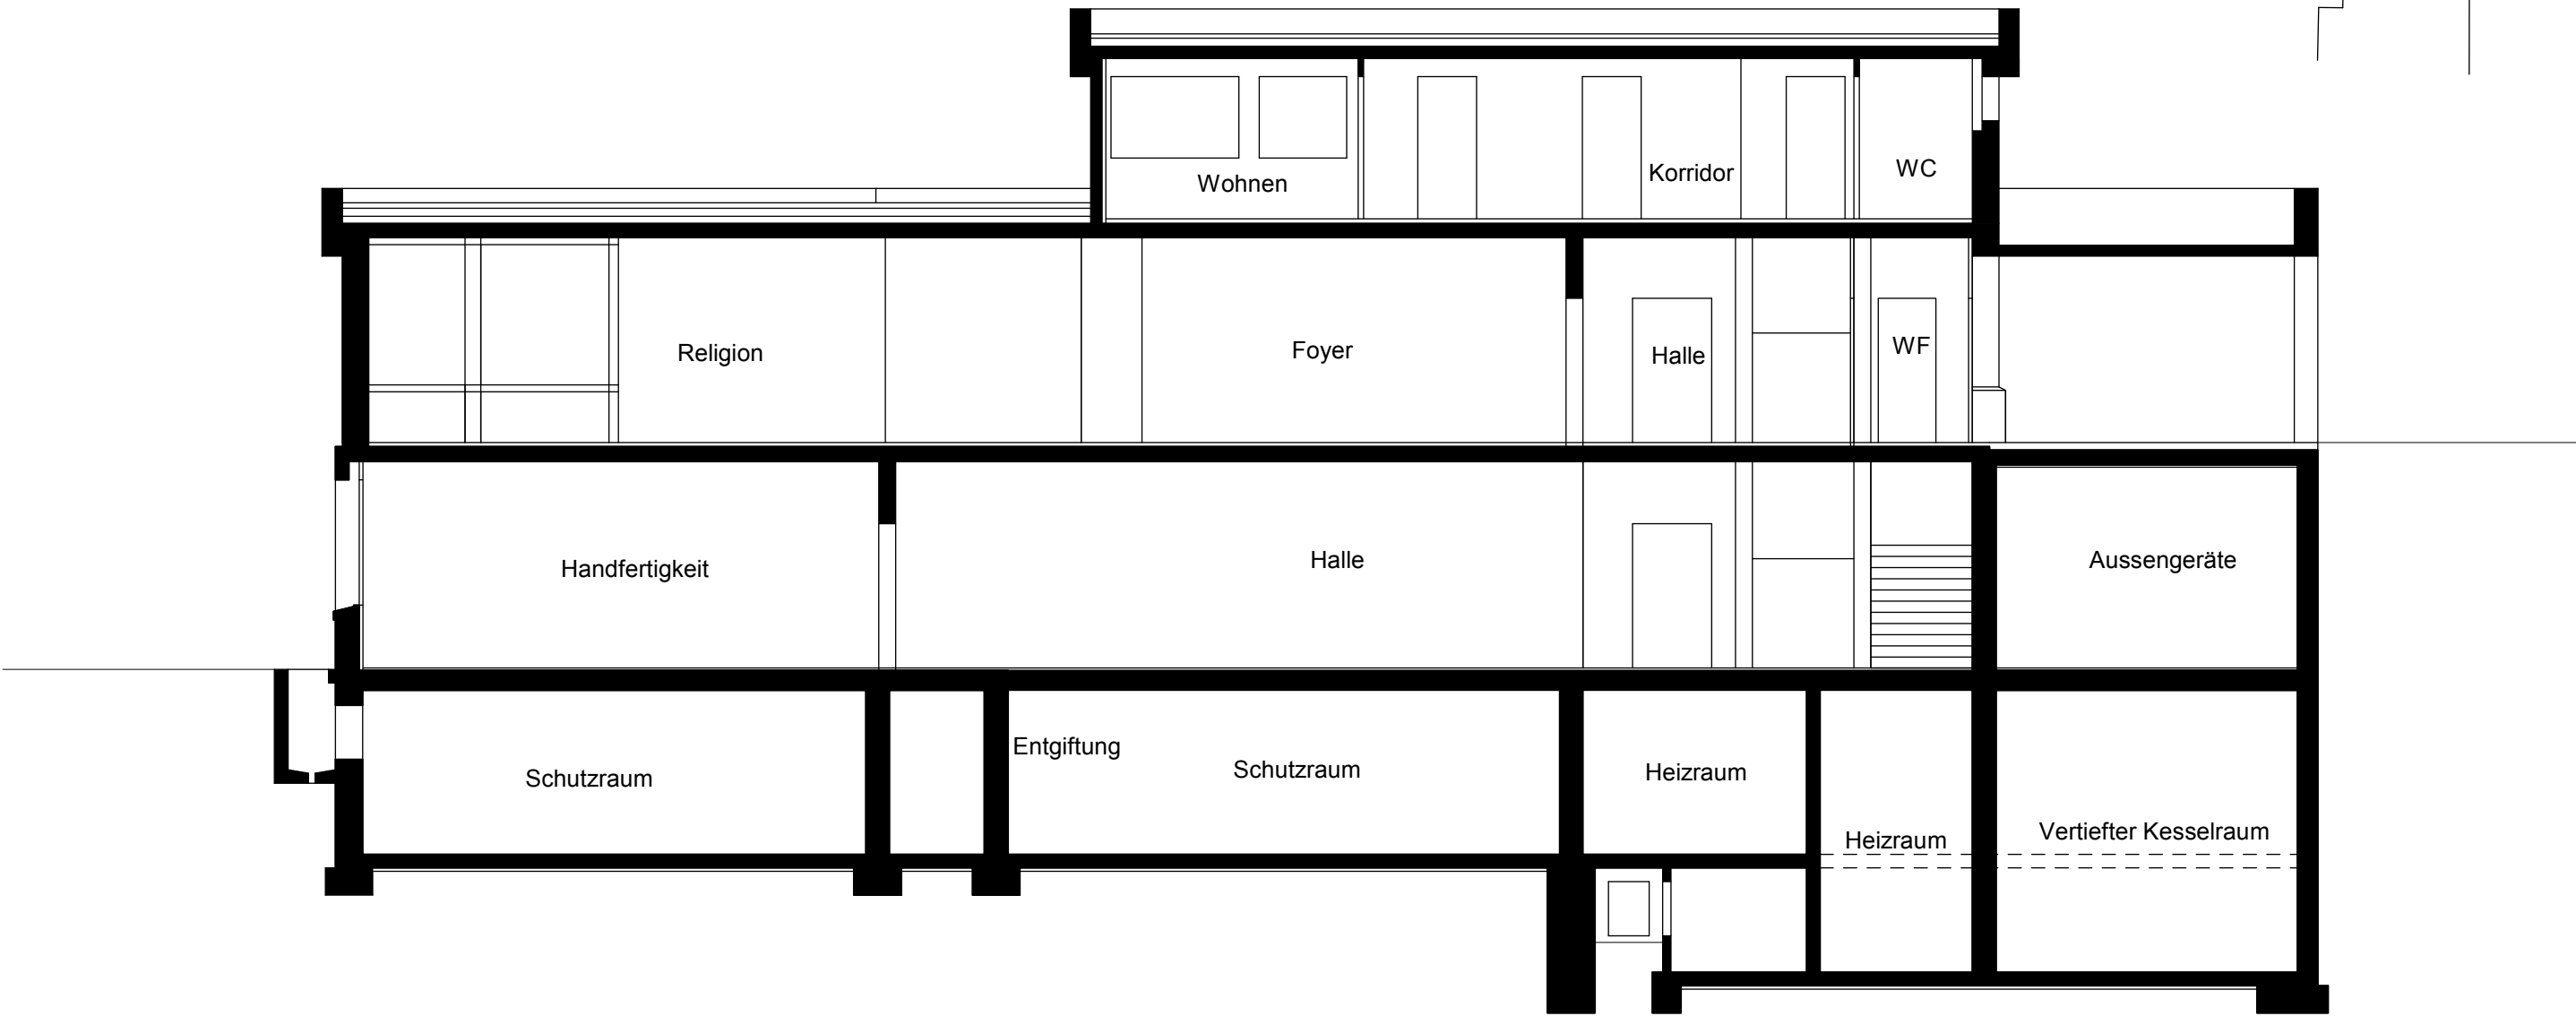 Wohnen
Korridor
WC
Religion
Foyer
Halle
WF
Handfertigkeit
Halle
Aussengeräte
Schutzraum
Entgiftung
Schutzraum
Heizraum
Heizraum
Vertiefter Kesselraum